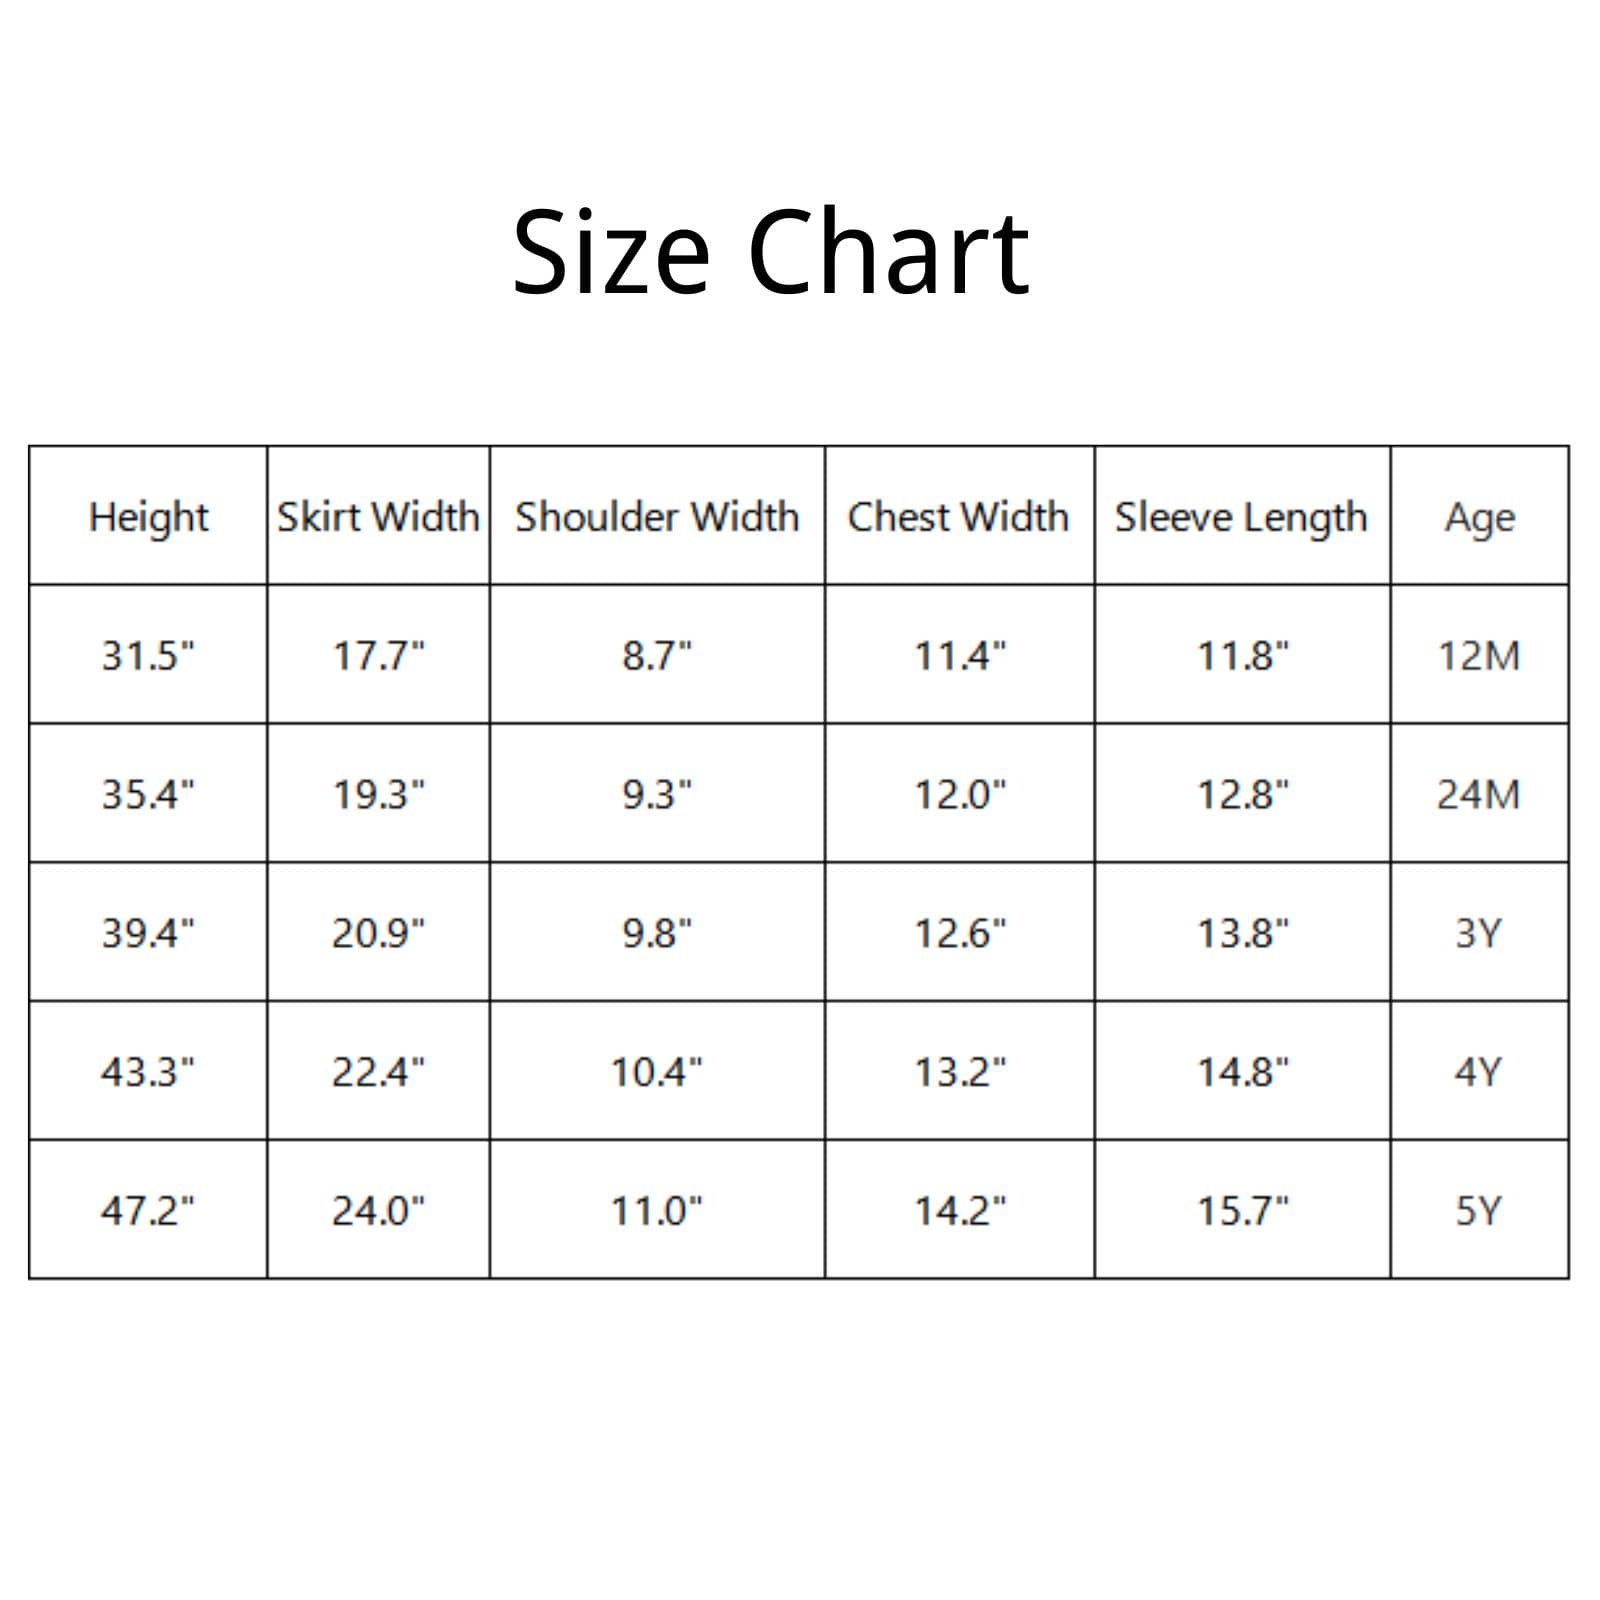 Size Chart
Height Skirt Width Shoulder Width Chest Width Sleeve Length Age
31.5" 17.7" 8.7" 11.4" 11.8" 12M
35.4" 19.3" 9.3" 12.0" 12.8" 24M
39.4" 20.9" 9.8" 12.6" 13.8" 3Y
43.3" 22.4" 10.4" 13.2" 14.8" 4Y
47.2" 24.0" 11.0" 14.2" 15.7" 5Y